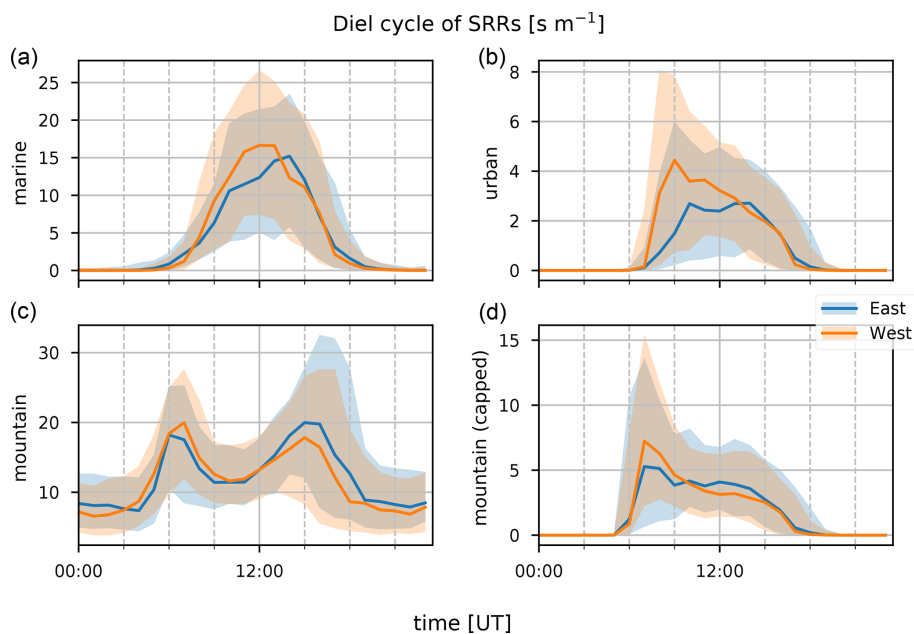 Diel cycle of SRRs [s m⁻¹]
(a)
marine
25
20
15
10
5
0
(b)
urban
8
6
4
2
0
(c)
mountain
30
20
10
00:00
12:00
(d)
mountain (capped)
15
10
5
0
00:00
12:00
East
West
time [UT]